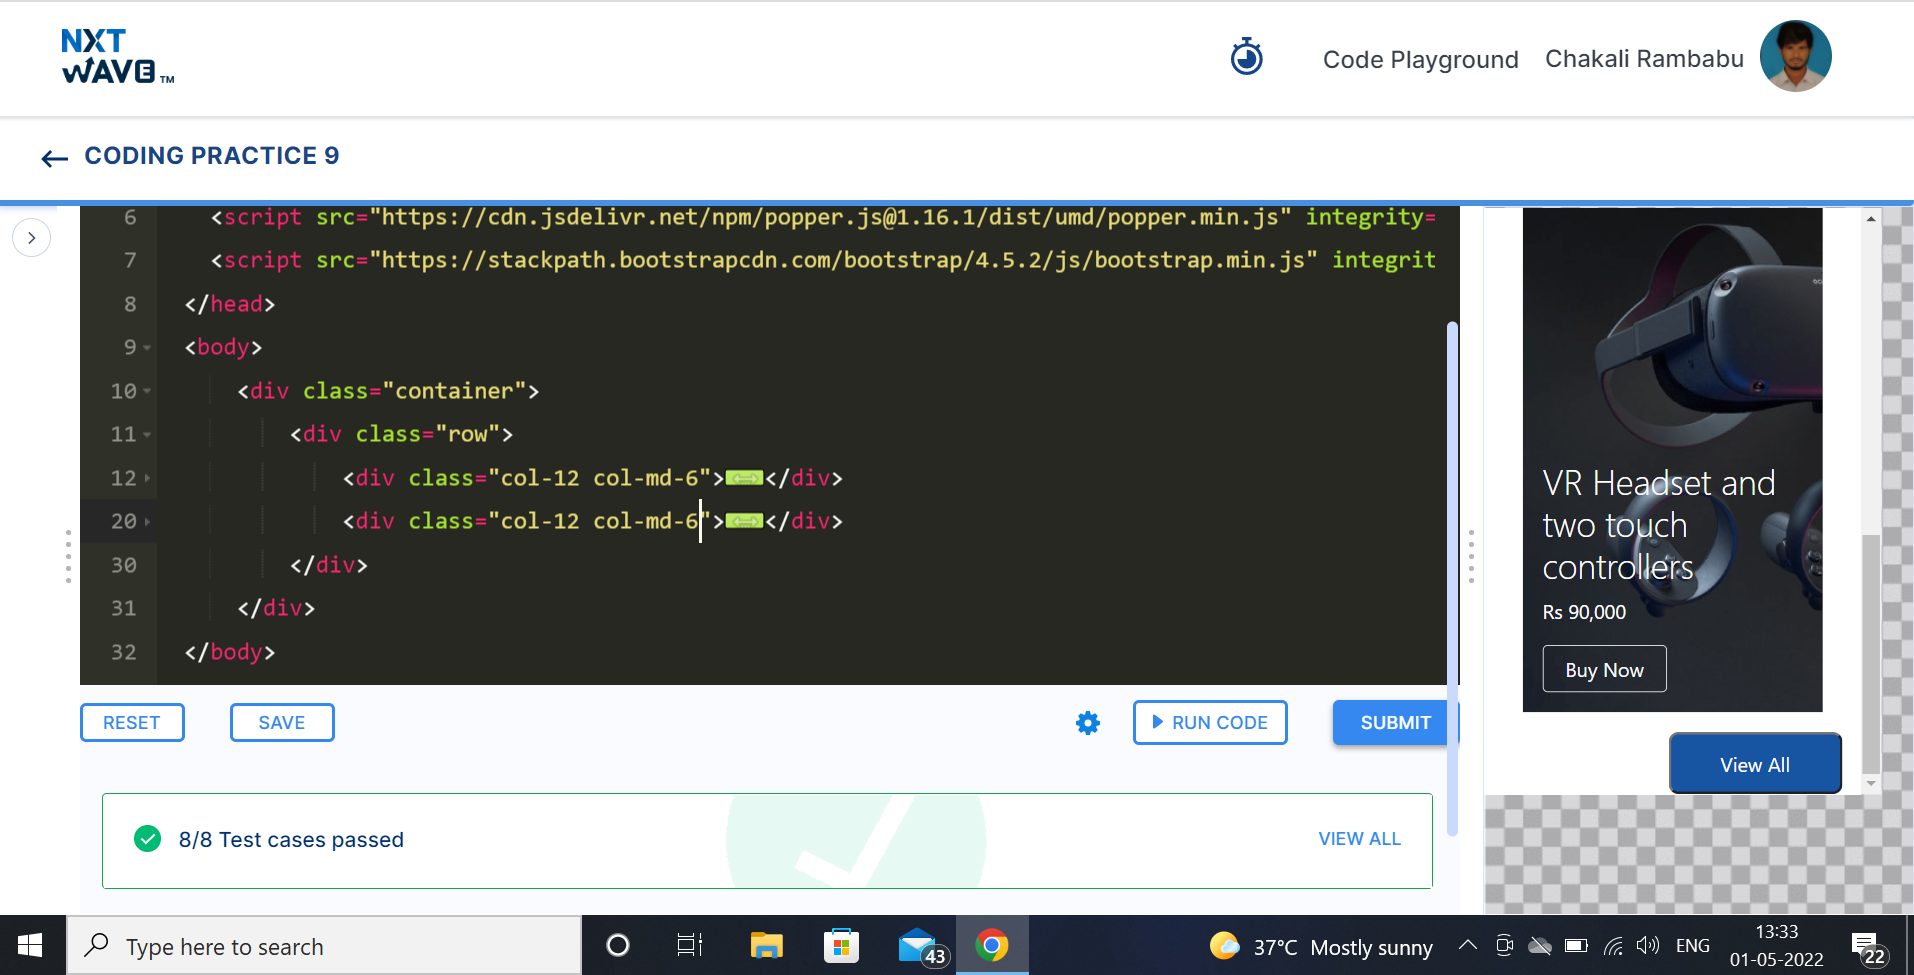 NXT
WAVE TM
Code Playground
Chakali Rambabu
CODING PRACTICE 9
6 <script src="https://cdn.jsdelivr.net/npm/popper.js@1.16.1/dist/umd/popper.min.js" integrity=
7 <script src="https://stackpath.bootstrapcdn.com/bootstrap/4.5.2/js/bootstrap.min.js" integrit
8 </head>
9 <body>
10 <div class="container">
11 <div class="row">
12 <div class="col-12 col-md-6"></div>
20 <div class="col-12 col-md-6"></div>
30 </div>
31 </div>
32 </body>
RESET
SAVE
RUN CODE
SUBMIT
8/8 Test cases passed
VIEW ALL
VR Headset and
two touch
controllers
Rs 90,000
Buy Now
View All
Type here to search
43
37°C Mostly sunny
ENG
13:33
01-05-2022
22